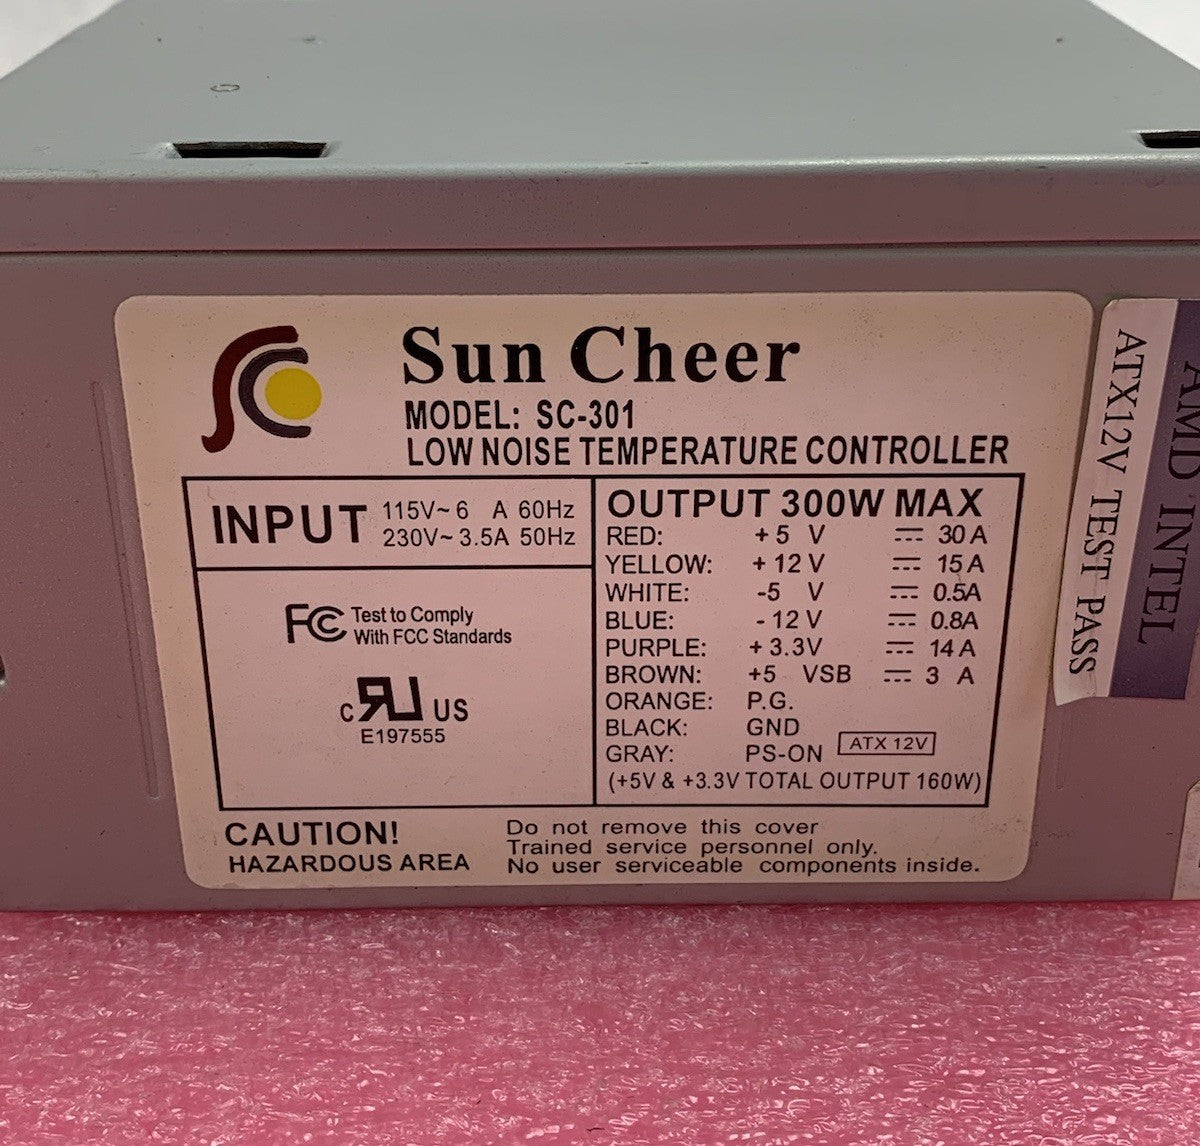 Sun Cheer
MODEL: SC-301
LOW NOISE TEMPERATURE CONTROLLER
INPUT
115V~ 6 A 60Hz
230V~ 3.5A 50Hz
FC Test to Comply
With FCC Standards
c RU US
E197555
OUTPUT 300W MAX
RED: +5 V ⎓ 30 A
YELLOW: +12 V ⎓ 15 A
WHITE: -5 V ⎓ 0.5A
BLUE: -12 V ⎓ 0.8A
PURPLE: +3.3V ⎓ 14 A
BROWN: +5 VSB ⎓ 3 A
ORANGE: P.G.
BLACK: GND
GRAY: PS-ON ATX 12V
(+5V & +3.3V TOTAL OUTPUT 160W)
CAUTION!
HAZARDOUS AREA
Do not remove this cover
Trained service personnel only.
No user serviceable components inside.
ATX12V TEST PASS
AMD INTEL